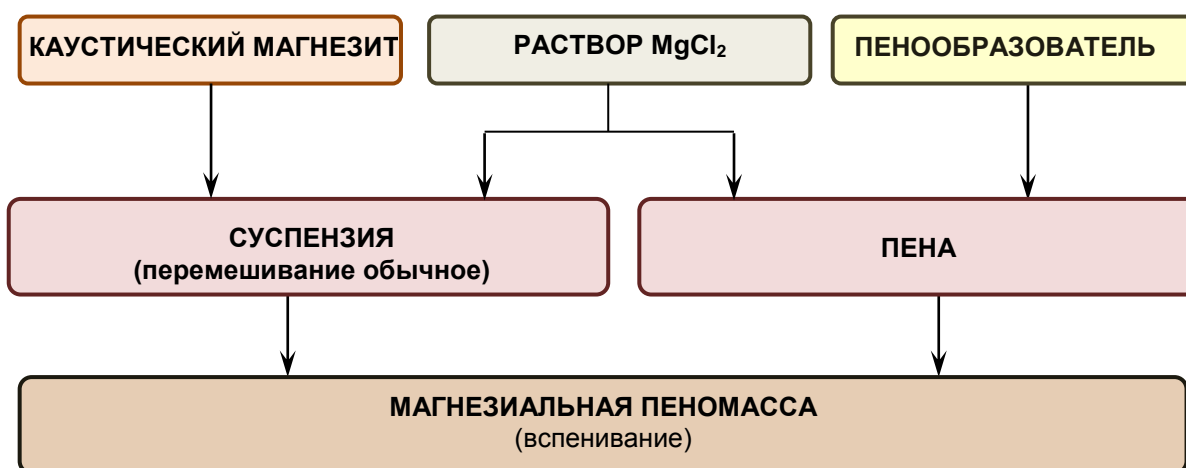 КАУСТИЧЕСКИЙ МАГНЕЗИТ
РАСТВОР MgCl₂
ПЕНООБРАЗОВАТЕЛЬ
СУСПЕНЗИЯ
(перемешивание обычное)
ПЕНА
МАГНЕЗИАЛЬНАЯ ПЕНОМАССА
(вспенивание)